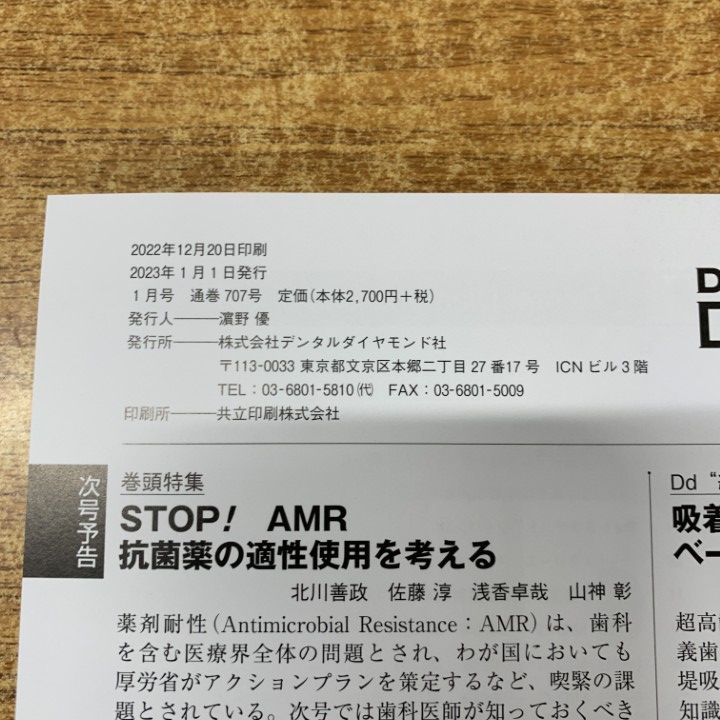 2022年12月20日印刷
2023年1月1日発行
1月号 通巻707号 定価(本体2,700円+税)
発行人―――濵野 優
発行所―――株式会社デンタルダイヤモンド社
〒113-0033 東京都文京区本郷二丁目27番17号 ICNビル3階
TEL：03-6801-5810㈹ FAX：03-6801-5009
印刷所―――共立印刷株式会社
D
次号予告
巻頭特集
STOP! AMR
抗菌薬の適性使用を考える
北川善政 佐藤 淳 浅香卓哉 山神 彰
薬剤耐性(Antimicrobial Resistance：AMR)は、歯科
を含む医療界全体の問題とされ、わが国においても
厚労省がアクションプランを策定するなど、喫緊の課
題とされている。次号では歯科医師が知っておくべき
Dd
吸着
ベー
超高
義歯
堤吸
知識